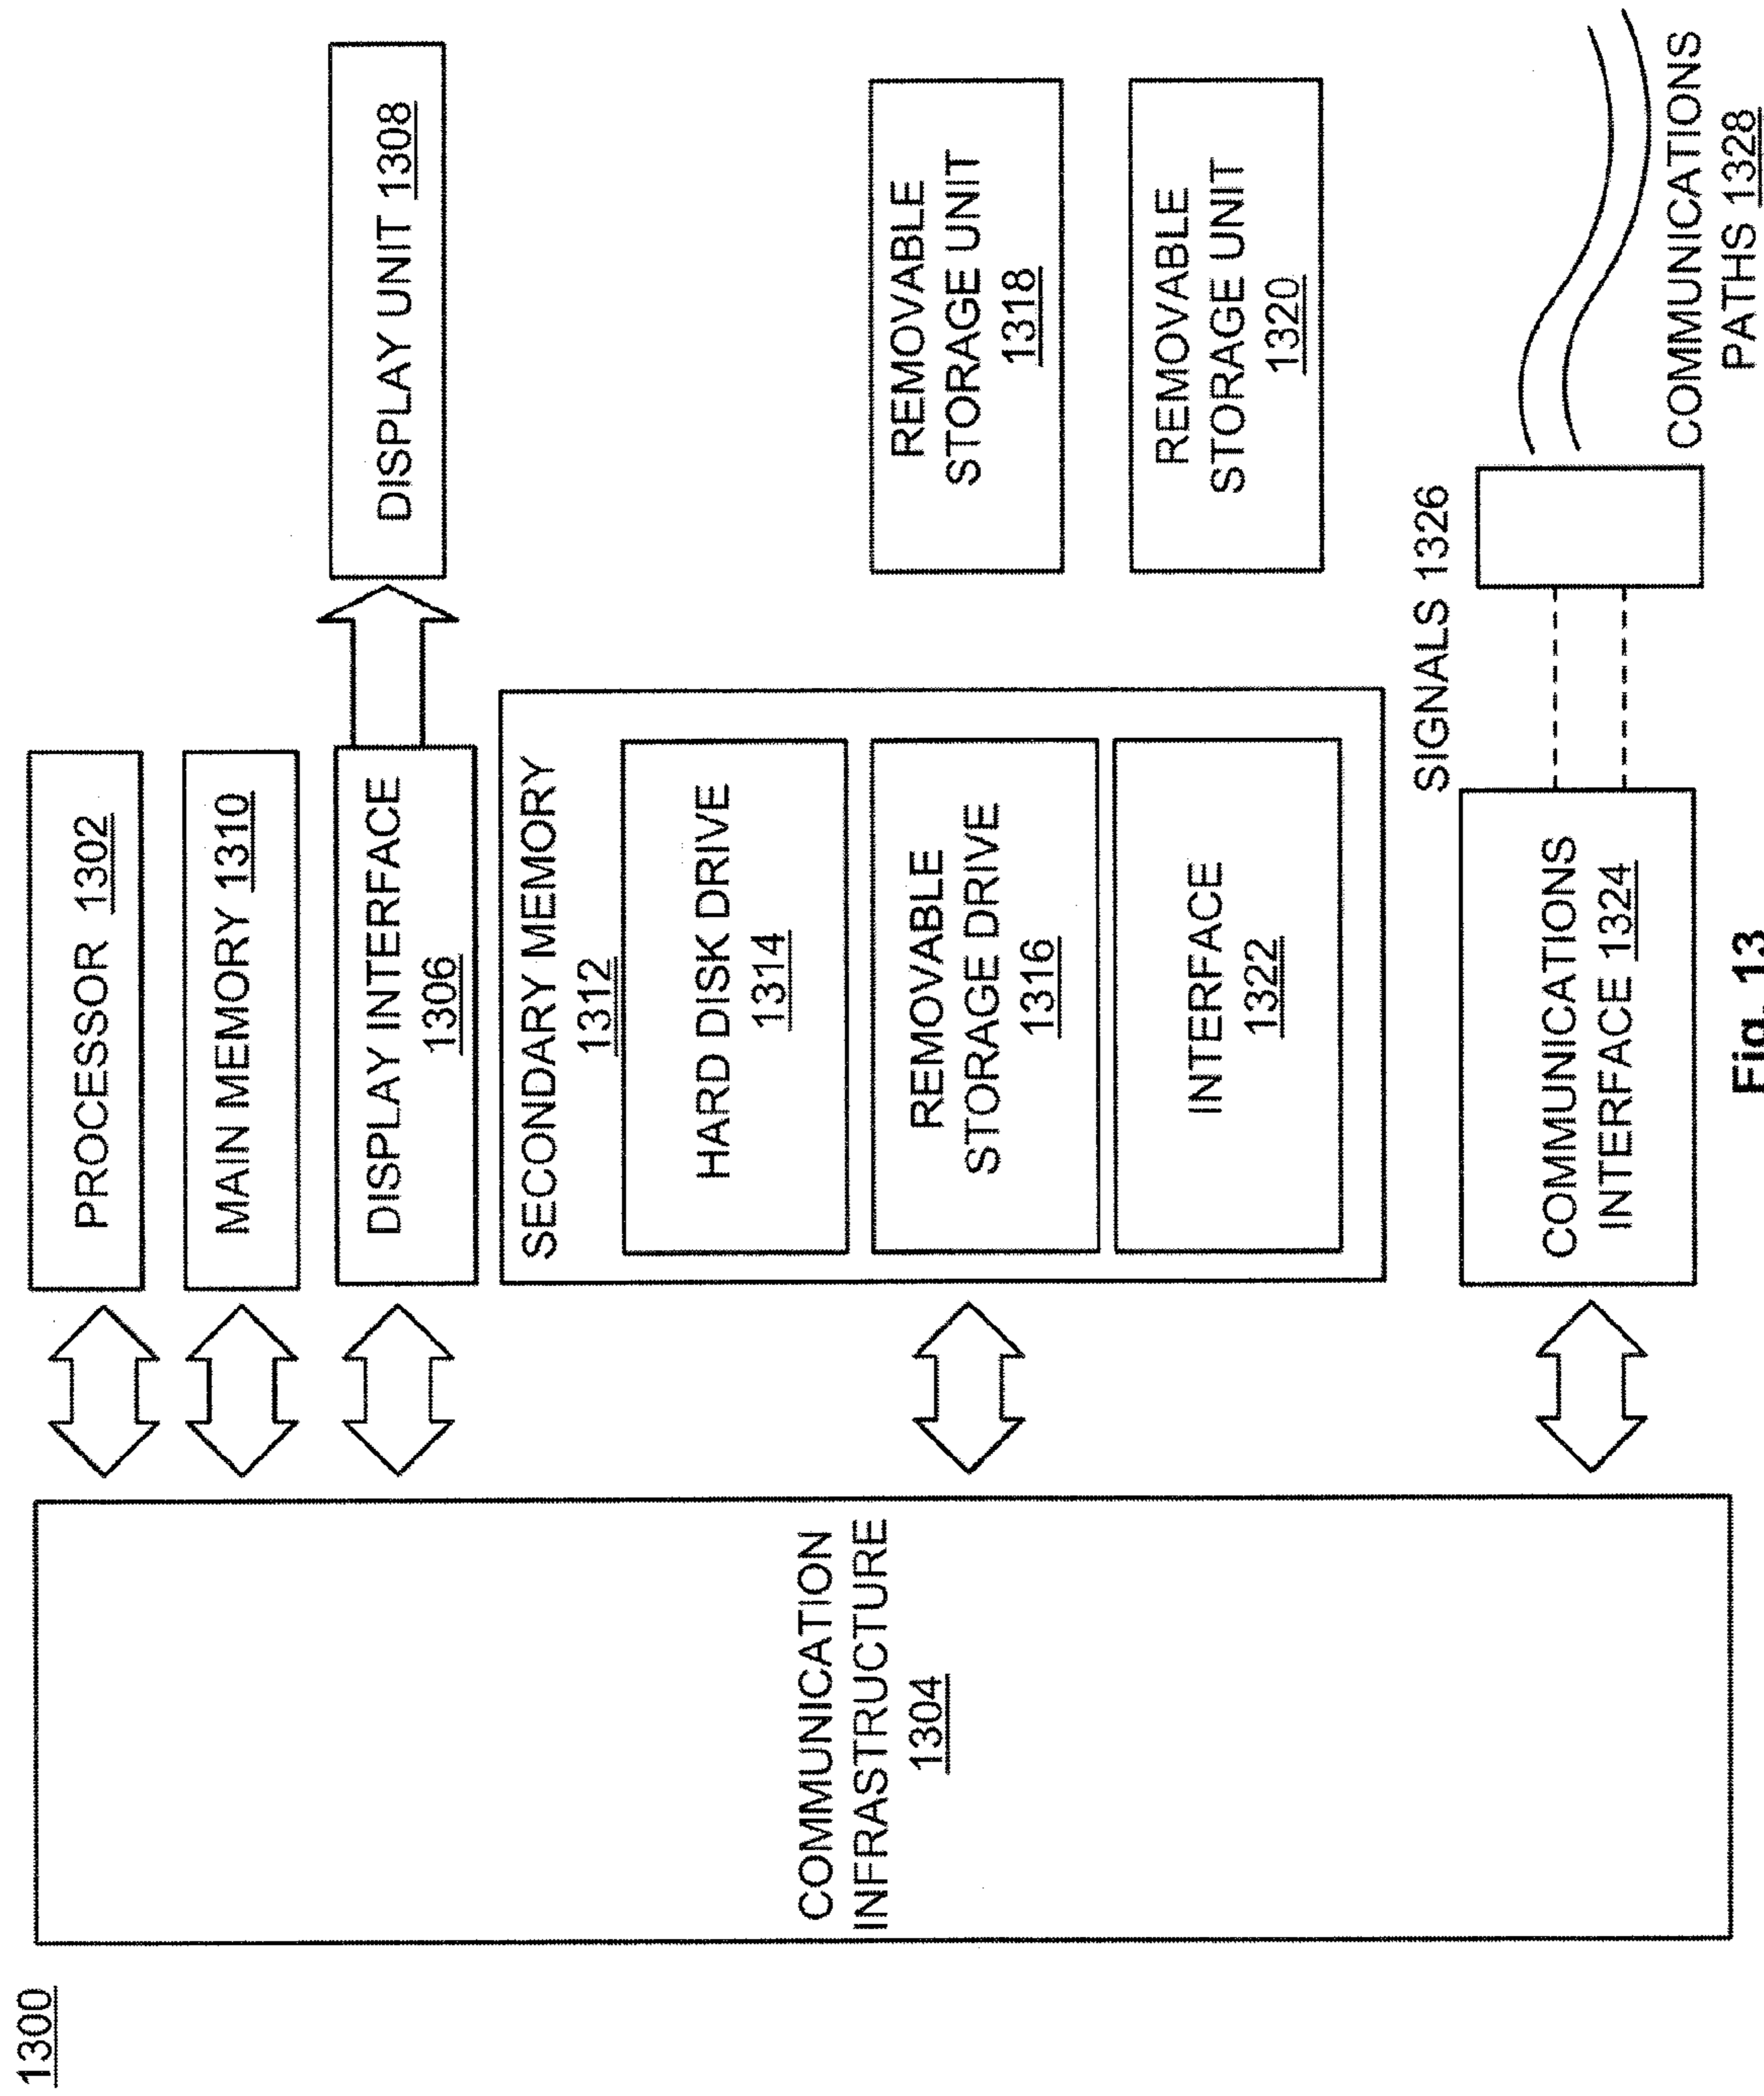 1300
COMMUNICATION
INFRASTRUCTURE
1304
PROCESSOR 1302
MAIN MEMORY 1310
DISPLAY INTERFACE
1306
DISPLAY UNIT 1308
SECONDARY MEMORY
1312
HARD DISK DRIVE
1314
REMOVABLE
STORAGE DRIVE
1316
INTERFACE
1322
REMOVABLE
STORAGE UNIT
1318
REMOVABLE
STORAGE UNIT
1320
SIGNALS 1326
COMMUNICATIONS
INTERFACE 1324
COMMUNICATIONS
PATHS 1328
Fig. 13